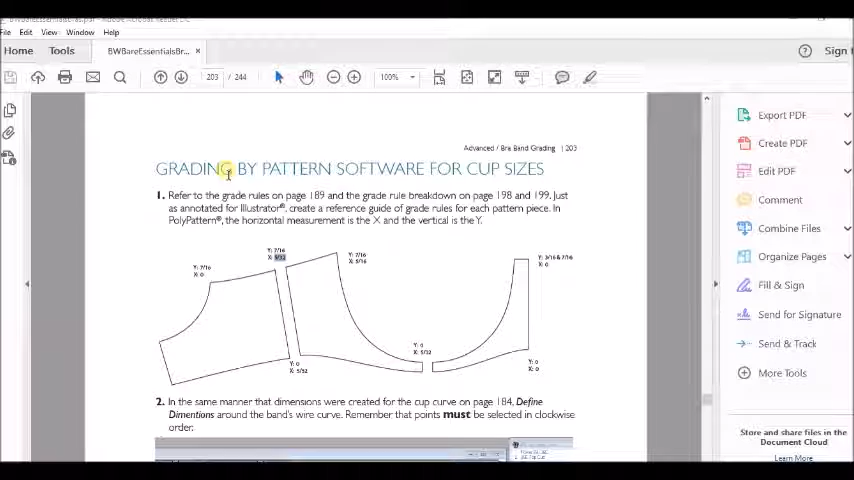 File Edit View Window Help
Home Tools BWBareEssentialsBr... × Sign
203 / 244 100%
Advanced / Bra Band Grading | 203
GRADING BY PATTERN SOFTWARE FOR CUP SIZES
1. Refer to the grade rules on page 189 and the grade rule breakdown on page 198 and 199. Just
as annotated for Illustrator®, create a reference guide of grade rules for each pattern piece. In
PolyPattern®, the horizontal measurement is the X and the vertical is the Y.
Y: 7/16
X: 0
Y: 7/16
X: 5/32
Y: 7/16
X: 5/16
Y: 3/16 & 7/16
X: 0
Y: 0
X: 5/32
Y: 0
X: 5/32
Y: 0
X: 0
2. In the same manner that dimensions were created for the cup curve on page 184, Define
Dimentions around the band's wire curve. Remember that points must be selected in clockwise
order.
Export PDF
Create PDF
Edit PDF
Comment
Combine Files
Organize Pages
Fill & Sign
Send for Signature
Send & Track
More Tools
Store and share files in the
Document Cloud
Learn More